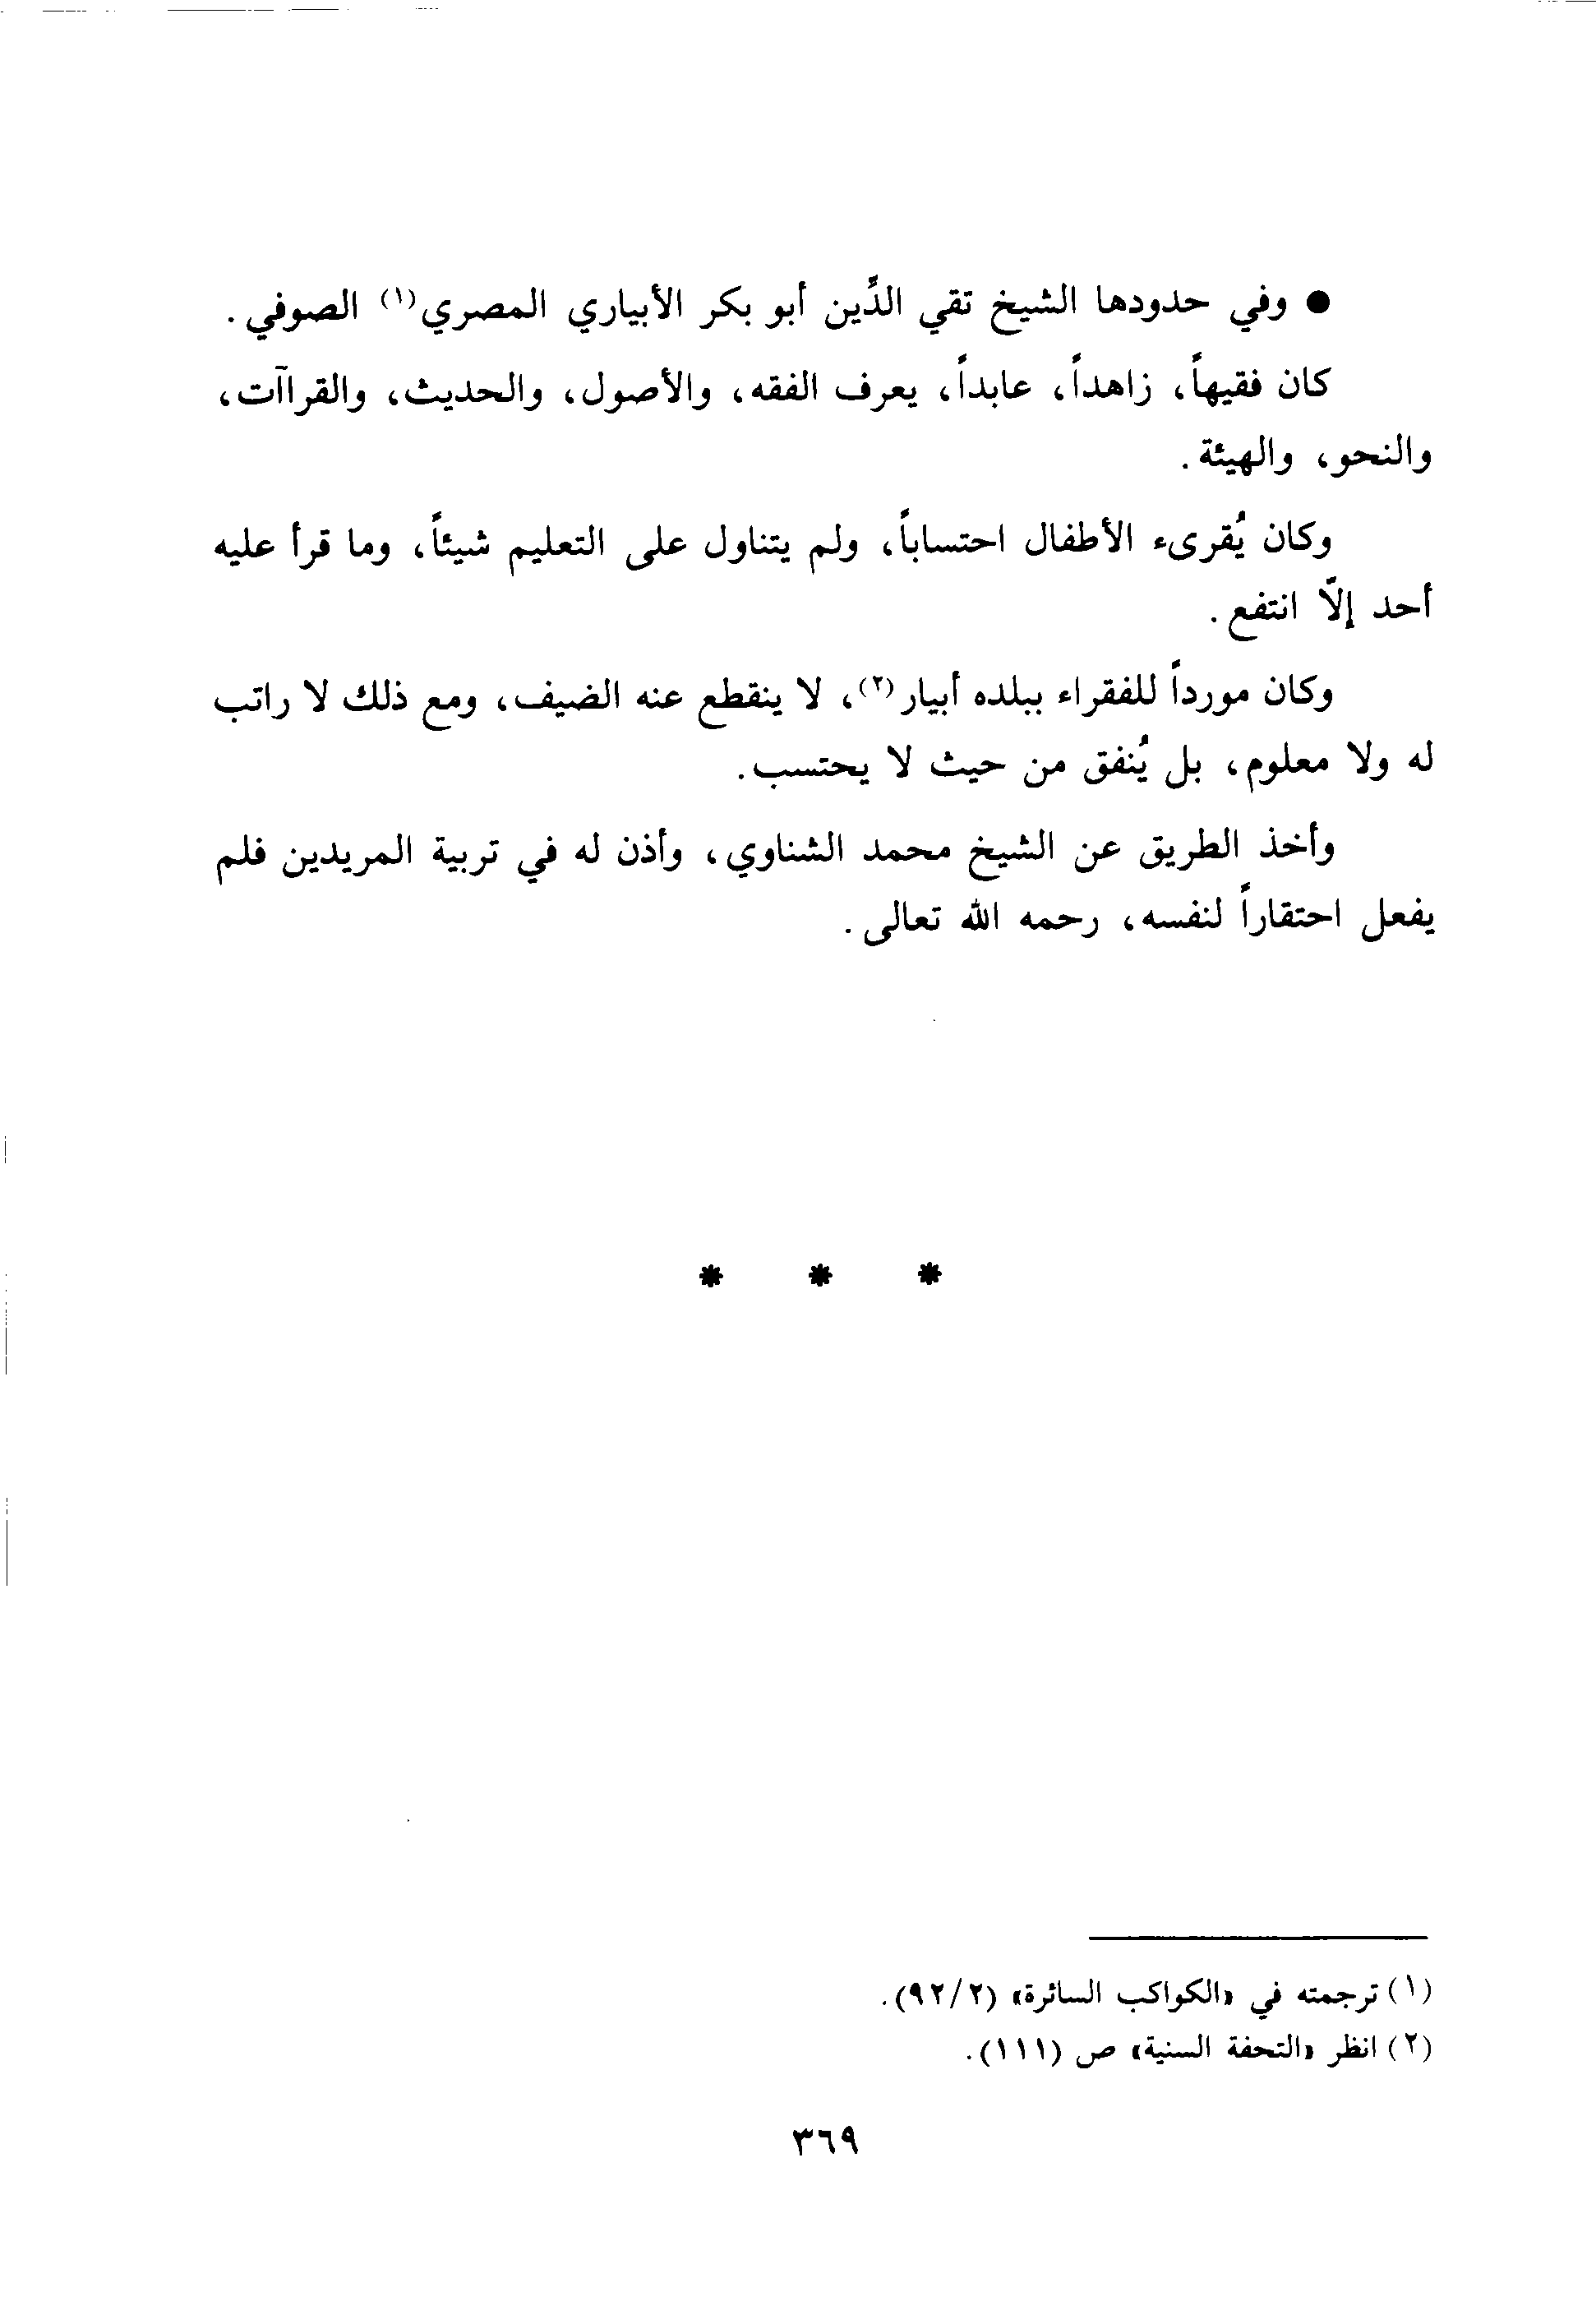 ● وفي حدودها الشيخ تقي الدِّين أبو بكر الأبياري المصري(١) الصوفي.
كان فقيهاً، زاهداً، عابداً، يعرف الفقه، والأصول، والحديث، والقراآت،
والنحو، والهيئة.
وكان يُقرىء الأطفال احتساباً، ولم يتناول على التعليم شيئاً، وما قرأ عليه
أحد إلاّ انتفع.
وكان مورداً للفقراء ببلده أبيار(٢)، لا ينقطع عنه الضيف، ومع ذلك لا راتب
له ولا معلوم، بل يُنفق من حيث لا يحتسب.
وأخذ الطريق عن الشيخ محمد الشناوي، وأذن له في تربية المريدين فلم
يفعل احتقاراً لنفسه، رحمه الله تعالى.
* * *
(١) ترجمته في «الكواكب السائرة» (٩٢/٢).
(٢) انظر «التحفة السنية» ص (١١١).
٣٦٩